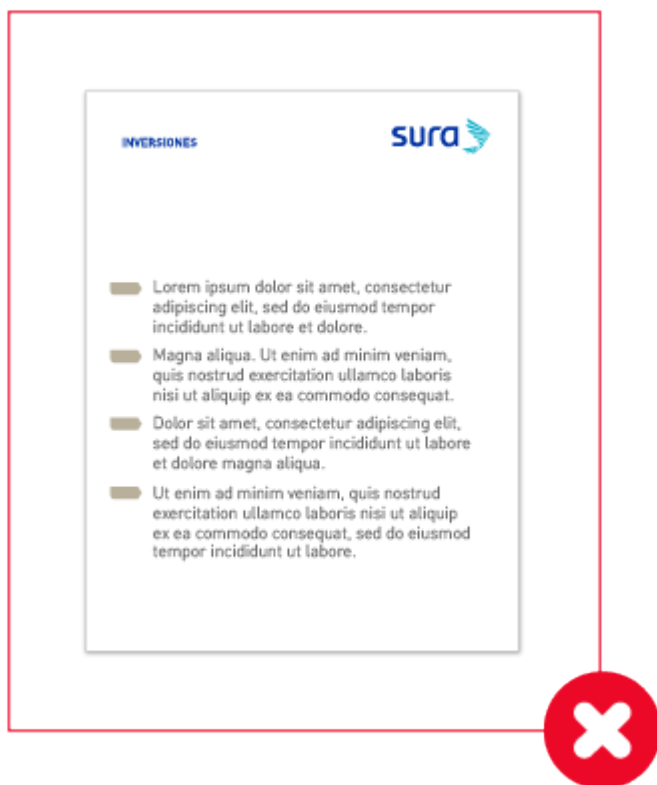 INVERSIONES
sura
Lorem ipsum dolor sit amet, consectetur
adipiscing elit, sed do eiusmod tempor
incididunt ut labore et dolore.
Magna aliqua. Ut enim ad minim veniam,
quis nostrud exercitation ullamco laboris
nisi ut aliquip ex ea commodo consequat.
Dolor sit amet, consectetur adipiscing elit,
sed do eiusmod tempor incididunt ut labore
et dolore magna aliqua.
Ut enim ad minim veniam, quis nostrud
exercitation ullamco laboris nisi ut aliquip
ex ea commodo consequat, sed do eiusmod
tempor incididunt ut labore.